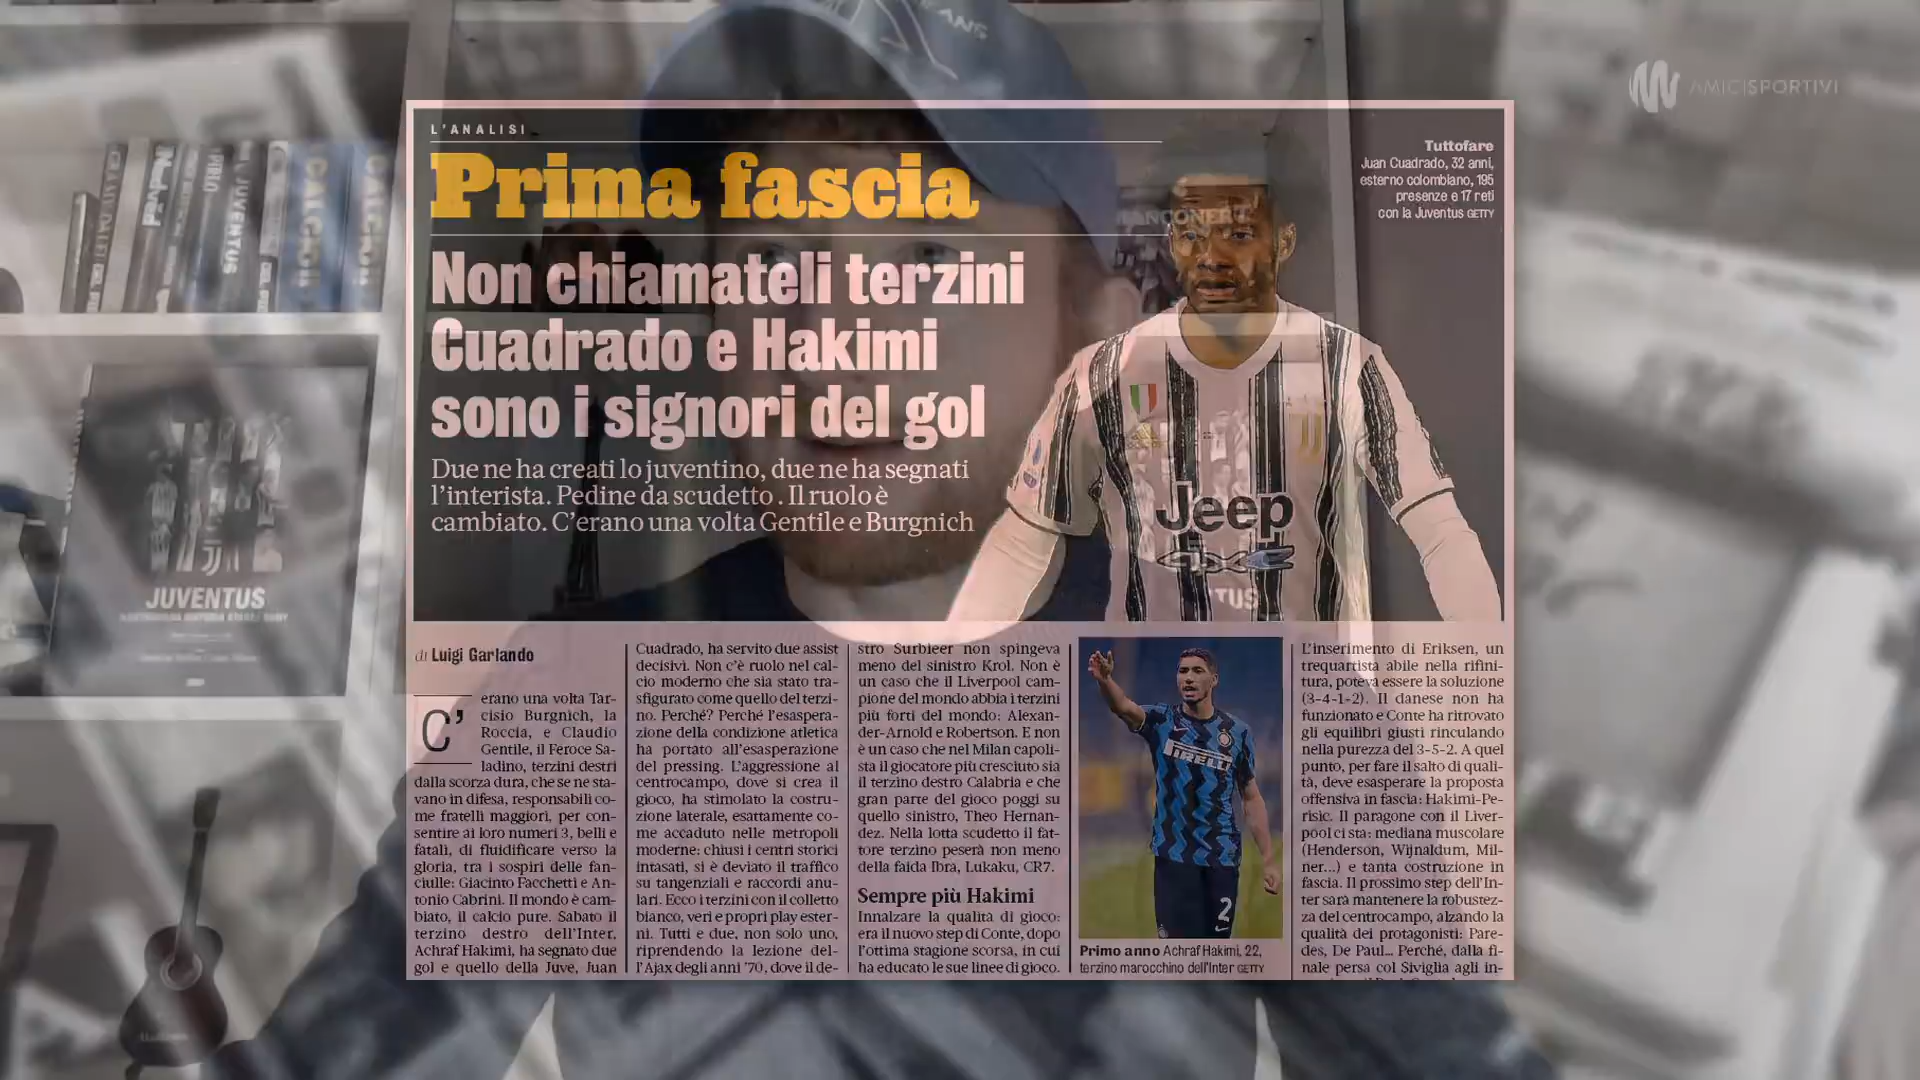 AMICISPORTIVI
L'ANALISI
Prima fascia
Non chiamateli terzini
Cuadrado e Hakimi
sono i signori del gol
Due ne ha creati lo juventino, due ne ha segnati
l'interista. Pedine da scudetto . Il ruolo è
cambiato. C'erano una volta Gentile e Burgnich
Tuttofare
Juan Cuadrado, 32 anni,
esterno colombiano, 195
presenze e 17 reti
con la Juventus GETTY
Jeep
di Luigi Garlando
C' erano una volta Tar-
cisio Burgnich, la
Roccia, e Claudio
Gentile, il Feroce Sa-
ladino, terzini destri
dalla scorza dura, che se ne sta-
vano in difesa, responsabili co-
me fratelli maggiori, per con-
sentire ai loro numeri 3, belli e
fatali, di fluidificare verso la
gloria, tra i sospiri delle fan-
ciulle: Giacinto Facchetti e An-
tonio Cabrini. Il mondo è cam-
biato, il calcio pure. Sabato il
terzino destro dell'Inter,
Achraf Hakimi, ha segnato due
gol e quello della Juve, Juan
Cuadrado, ha servito due assist
decisivi. Non c'è ruolo nel cal-
cio moderno che sia stato tra-
sfigurato come quello del terzi-
no. Perché? Perché l'esaspera-
zione della condizione atletica
ha portato all'esasperazione
del pressing. L'aggressione al
centrocampo, dove si crea il
gioco, ha stimolato la costru-
zione laterale, esattamente co-
me accaduto nelle metropoli
moderne: chiusi i centri storici
intasati, si è deviato il traffico
su tangenziali e raccordi anu-
lari. Ecco i terzini con il colletto
bianco, veri e propri play ester-
ni. Tutti e due, non solo uno,
riprendendo la lezione del-
l'Ajax degli anni '70, dove il de-
stro Surbieer non spingeva
meno del sinistro Krol. Non è
un caso che il Liverpool cam-
pione del mondo abbia i terzini
più forti del mondo: Alexan-
der-Arnold e Robertson. E non
è un caso che nel Milan capoli-
sta il giocatore più cresciuto sia
il terzino destro Calabria e che
gran parte del gioco poggi su
quello sinistro, Theo Hernan-
dez. Nella lotta scudetto il fat-
tore terzino peserà non meno
della faida Ibra, Lukaku, CR7.
Sempre più Hakimi
Innalzare la qualità di gioco:
era il nuovo step di Conte, dopo
l'ottima stagione scorsa, in cui
ha educato le sue linee di gioco.
PIRELLI
2
Primo anno Achraf Hakimi, 22,
terzino marocchino dell'Inter GETTY
L'inserimento di Eriksen, un
trequartista abile nella rifini-
tura, poteva essere la soluzione
(3-4-1-2). Il danese non ha
funzionato e Conte ha ritrovato
gli equilibri giusti rinculando
nella purezza del 3-5-2. A quel
punto, per fare il salto di quali-
tà, deve esasperare la proposta
offensiva in fascia: Hakimi-Pe-
risic. Il paragone con il Liver-
pool ci sta: mediana muscolare
(Henderson, Wijnaldum, Mil-
ner...) e tanta costruzione in
fascia. Il prossimo step dell'In-
ter sarà mantenere la robustez-
za del centrocampo, alzando la
qualità dei protagonisti: Pare-
des, De Paul... Perché, dalla fi-
nale persa col Siviglia agli in-
PIRLO
JUVENTUS
JUVENTUS